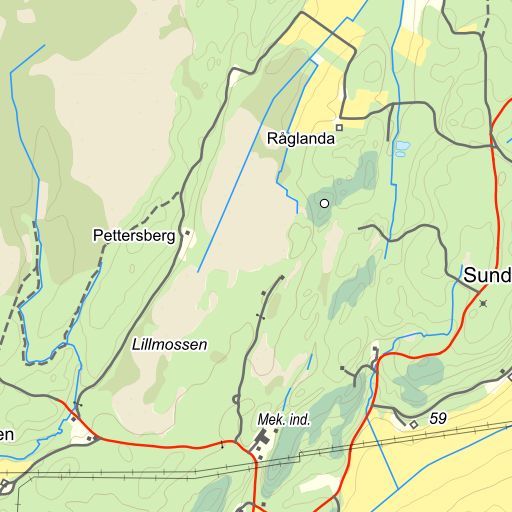 Råglanda
Pettersberg
Sund
Lillmossen
Mek. ind.
59
en